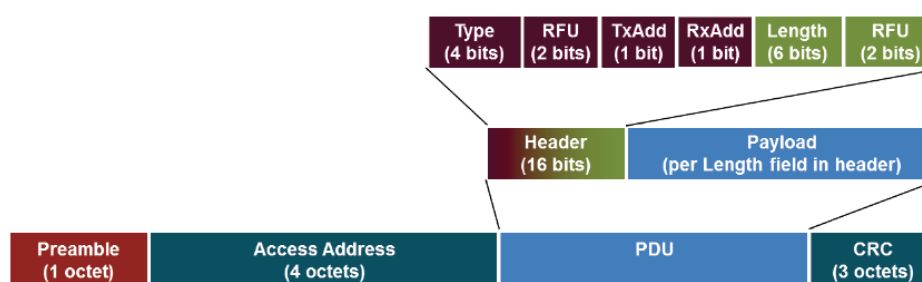 Type RFU TxAdd RxAdd Length RFU
(4 bits) (2 bits) (1 bit) (1 bit) (6 bits) (2 bits)
Header Payload
(16 bits) (per Length field in header)
Preamble Access Address PDU CRC
(1 octet) (4 octets) (3 octets)